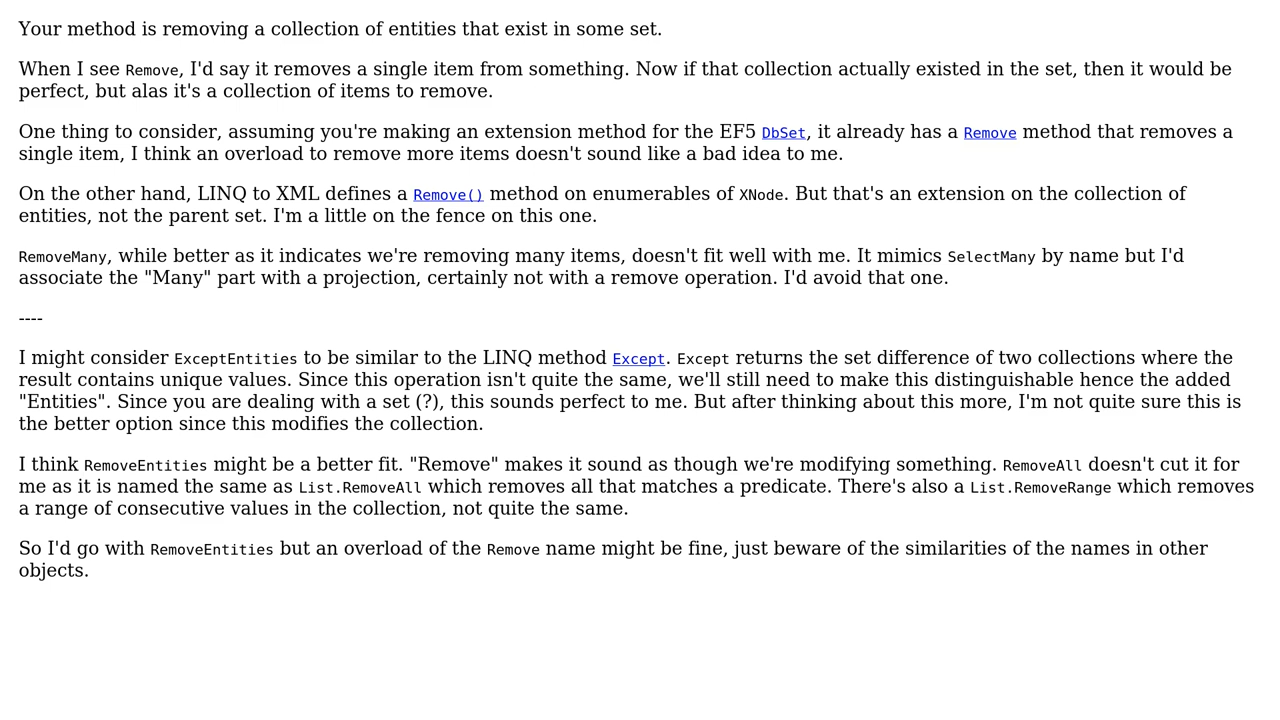 Your method is removing a collection of entities that exist in some set.
When I see Remove, I'd say it removes a single item from something. Now if that collection actually existed in the set, then it would be
perfect, but alas it's a collection of items to remove.
One thing to consider, assuming you're making an extension method for the EF5 DbSet, it already has a Remove method that removes a
single item, I think an overload to remove more items doesn't sound like a bad idea to me.
On the other hand, LINQ to XML defines a Remove() method on enumerables of XNode. But that's an extension on the collection of
entities, not the parent set. I'm a little on the fence on this one.
RemoveMany, while better as it indicates we're removing many items, doesn't fit well with me. It mimics SelectMany by name but I'd
associate the "Many" part with a projection, certainly not with a remove operation. I'd avoid that one.
----
I might consider ExceptEntities to be similar to the LINQ method Except. Except returns the set difference of two collections where the
result contains unique values. Since this operation isn't quite the same, we'll still need to make this distinguishable hence the added
"Entities". Since you are dealing with a set (?), this sounds perfect to me. But after thinking about this more, I'm not quite sure this is
the better option since this modifies the collection.
I think RemoveEntities might be a better fit. "Remove" makes it sound as though we're modifying something. RemoveAll doesn't cut it for
me as it is named the same as List.RemoveAll which removes all that matches a predicate. There's also a List.RemoveRange which removes
a range of consecutive values in the collection, not quite the same.
So I'd go with RemoveEntities but an overload of the Remove name might be fine, just beware of the similarities of the names in other
objects.